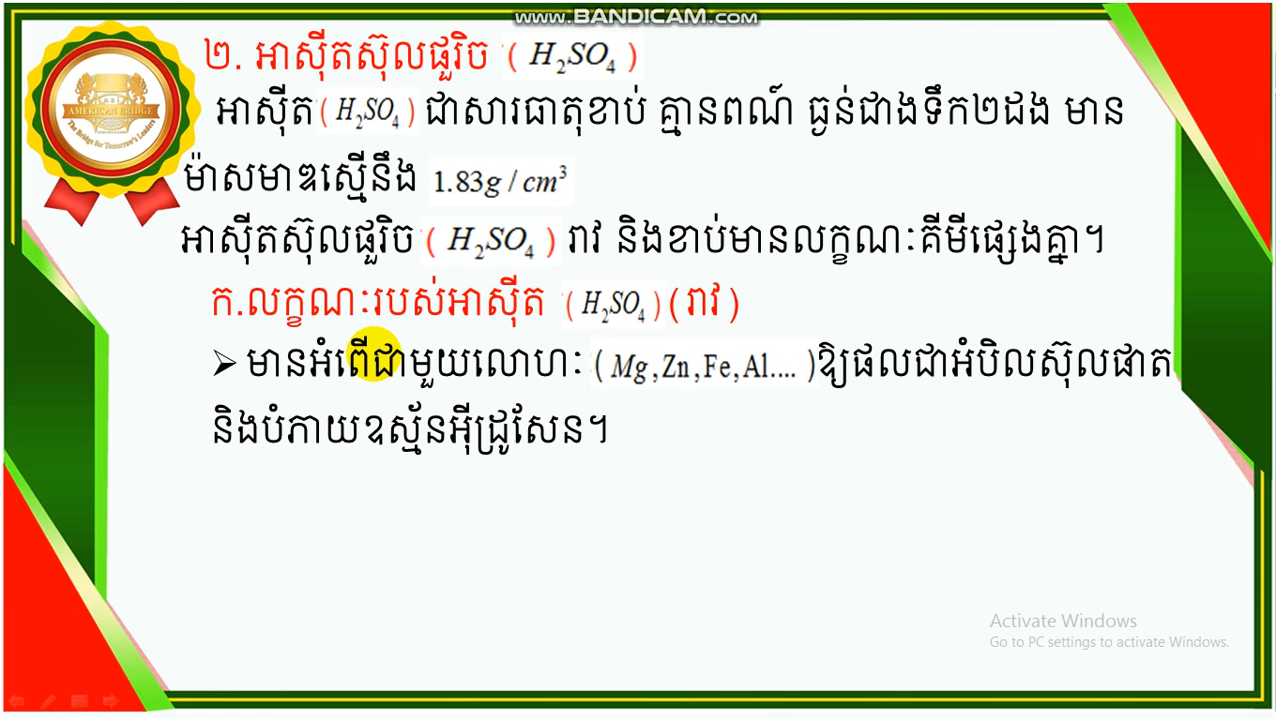 www.BANDICAM.com
២. អាស៊ីតស៊ុលផួរិច (H₂SO₄)
អាស៊ីត (H₂SO₄) ជាសារធាតុខាប់ គ្មានពណ៍ ធ្ងន់ជាងទឹក២ដង មាន
ម៉ាសមាឌស្មើនឹង 1.83g / cm³
អាស៊ីតស៊ុលផួរិច (H₂SO₄) រាវ និងខាប់មានលក្ខណៈគីមីផ្សេងគ្នា។
ក.លក្ខណៈរបស់អាស៊ីត (H₂SO₄) (រាវ)
➢ មានអំពើជាមួយលោហៈ (Mg,Zn,Fe,Al....) ឱ្យផលជាអំបិលស៊ុលផាត
និងបំភាយឧស្ម័នអ៊ីដ្រូសែន។
AMERICAN BRIDGE
The Bridge for Tomorrow's Leaders
Activate Windows
Go to PC settings to activate Windows.